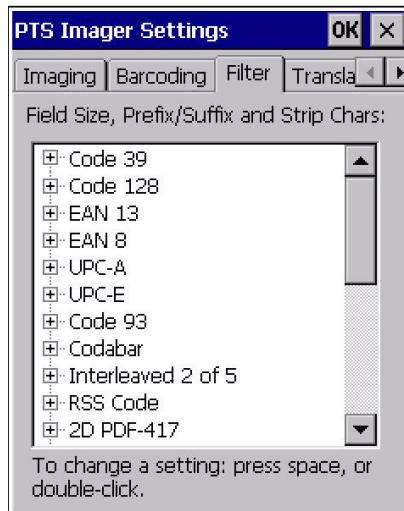 PTS Imager Settings OK ×
Imaging Barcoding Filter Transla
Field Size, Prefix/Suffix and Strip Chars:
Code 39
Code 128
EAN 13
EAN 8
UPC-A
UPC-E
Code 93
Codabar
Interleaved 2 of 5
RSS Code
2D PDF-417
To change a setting: press space, or
double-click.